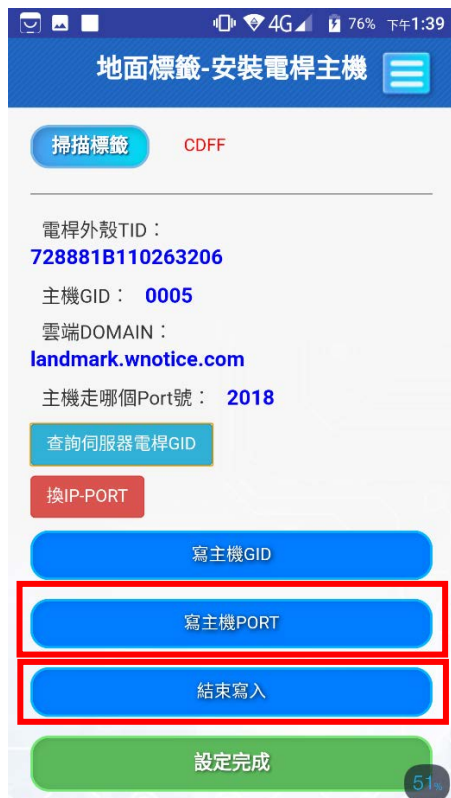 4G 76% 下午1:39
地面標籤-安裝電桿主機
掃描標籤 CDFF
電桿外殼TID：
728881B110263206
主機GID： 0005
雲端DOMAIN：
landmark.wnotice.com
主機走哪個Port號： 2018
查詢伺服器電桿GID
換IP-PORT
寫主機GID
寫主機PORT
結束寫入
設定完成
51%